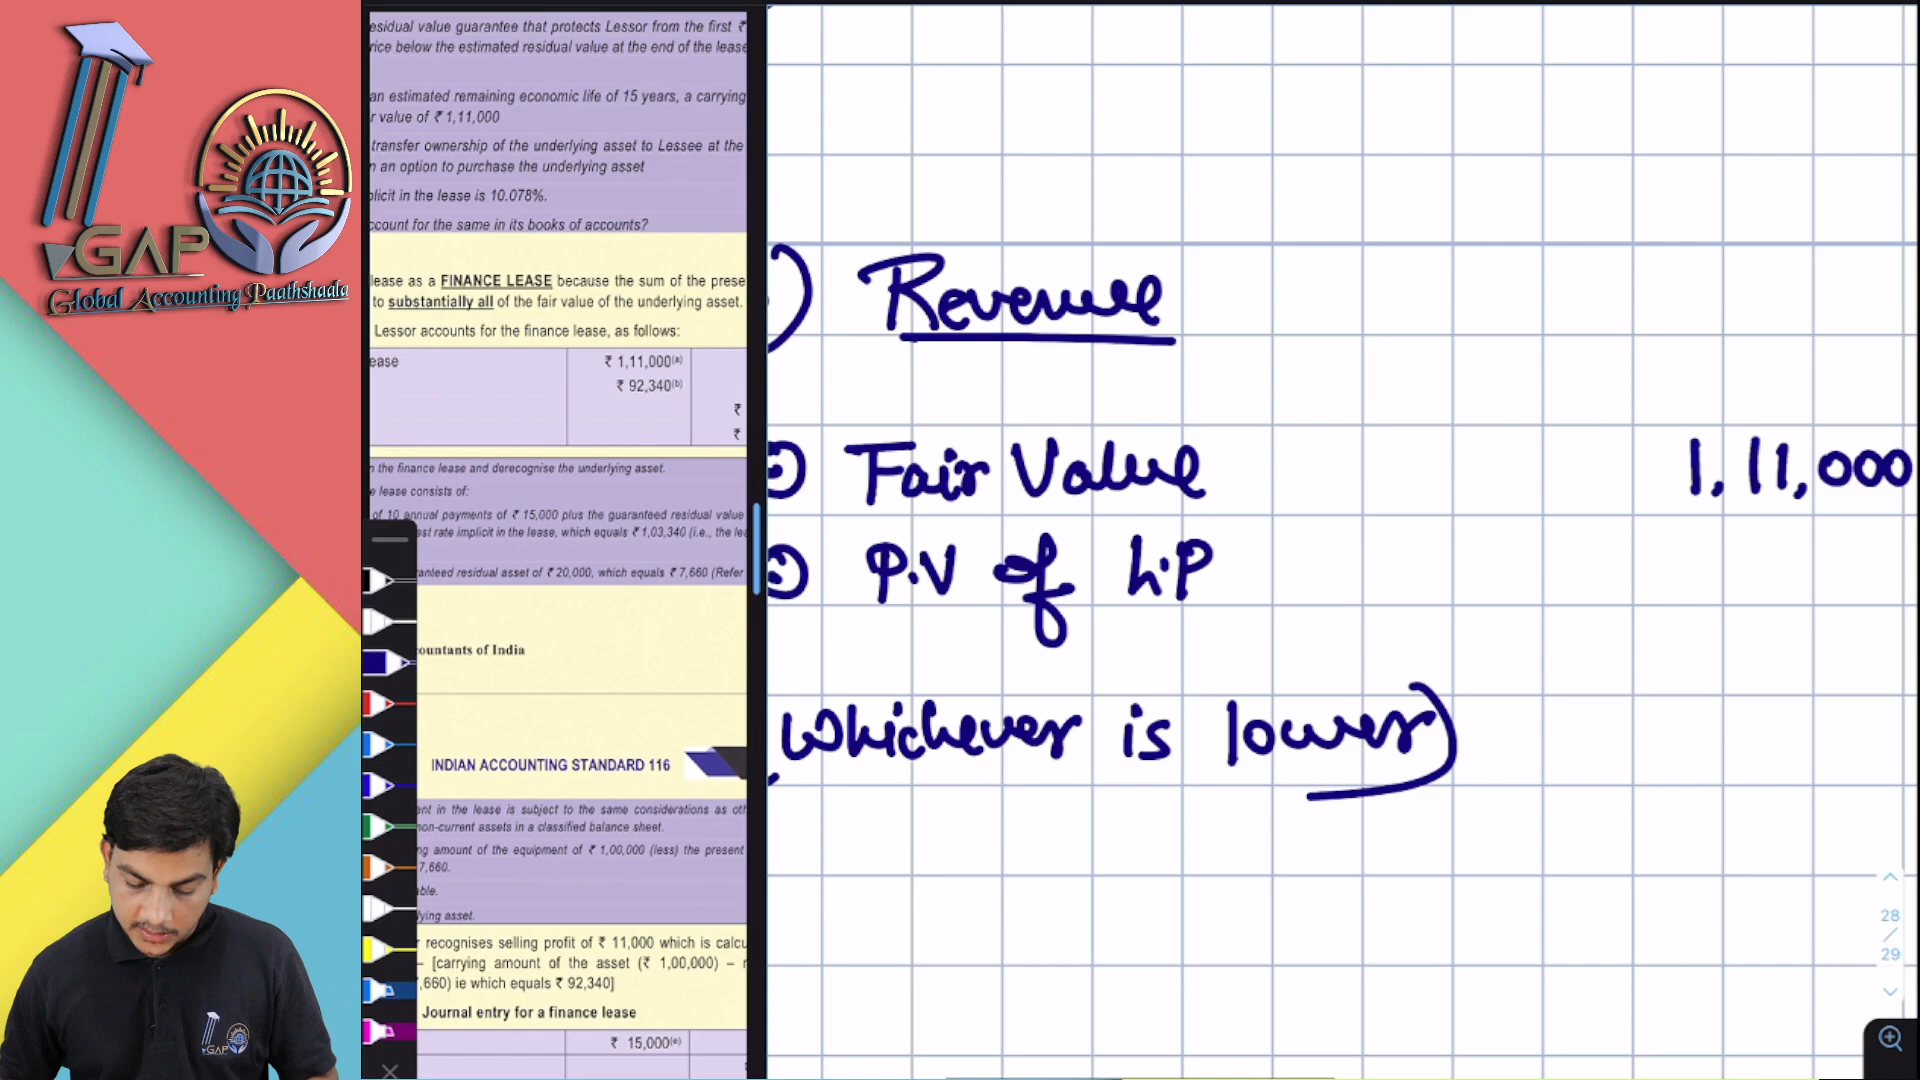 GAP
Global Accounting Paathshaala
GAP
esidual value guarantee that protects Lessor from the first ₹
rice below the estimated residual value at the end of the lease
an estimated remaining economic life of 15 years, a carrying
r value of ₹ 1,11,000
transfer ownership of the underlying asset to Lessee at the
n an option to purchase the underlying asset
plicit in the lease is 10.078%.
ccount for the same in its books of accounts?
lease as a FINANCE LEASE because the sum of the prese
to substantially all of the fair value of the underlying asset.
Lessor accounts for the finance lease, as follows:
ease ₹ 1,11,000(a)
₹ 92,340(b)
₹
₹
n the finance lease and derecognise the underlying asset.
e lease consists of:
of 10 annual payments of ₹ 15,000 plus the guaranteed residual value
est rate implicit in the lease, which equals ₹ 1,03,340 (i.e., the lea
anteed residual asset of ₹ 20,000, which equals ₹ 7,660 (Refer
countants of India
INDIAN ACCOUNTING STANDARD 116
ent in the lease is subject to the same considerations as oth
non-current assets in a classified balance sheet.
ng amount of the equipment of ₹ 1,00,000 (less) the present
7,660.
able.
lying asset.
r recognises selling profit of ₹ 11,000 which is calcu
– [carrying amount of the asset (₹ 1,00,000) –
,660) ie which equals ₹ 92,340]
Journal entry for a finance lease
₹ 15,000(e)
) Revenue
Fair Value 1,11,000
P.V of L.P
(Whichever is lower)
28
/
29